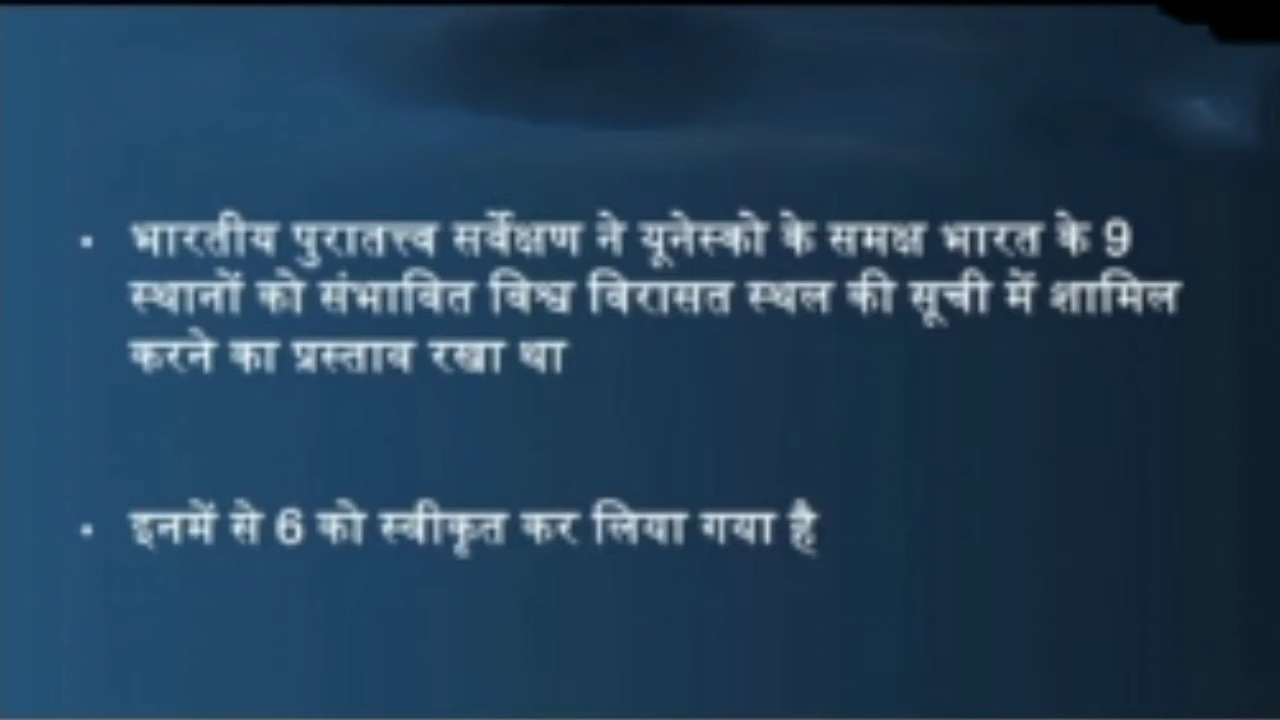 • भारतीय पुरातत्त्व सर्वेक्षण ने यूनेस्को के समक्ष भारत के 9
स्थानों को संभावित विश्व विरासत स्थल की सूची में शामिल
करने का प्रस्ताव रखा था
• इनमें से 6 को स्वीकृत कर लिया गया है